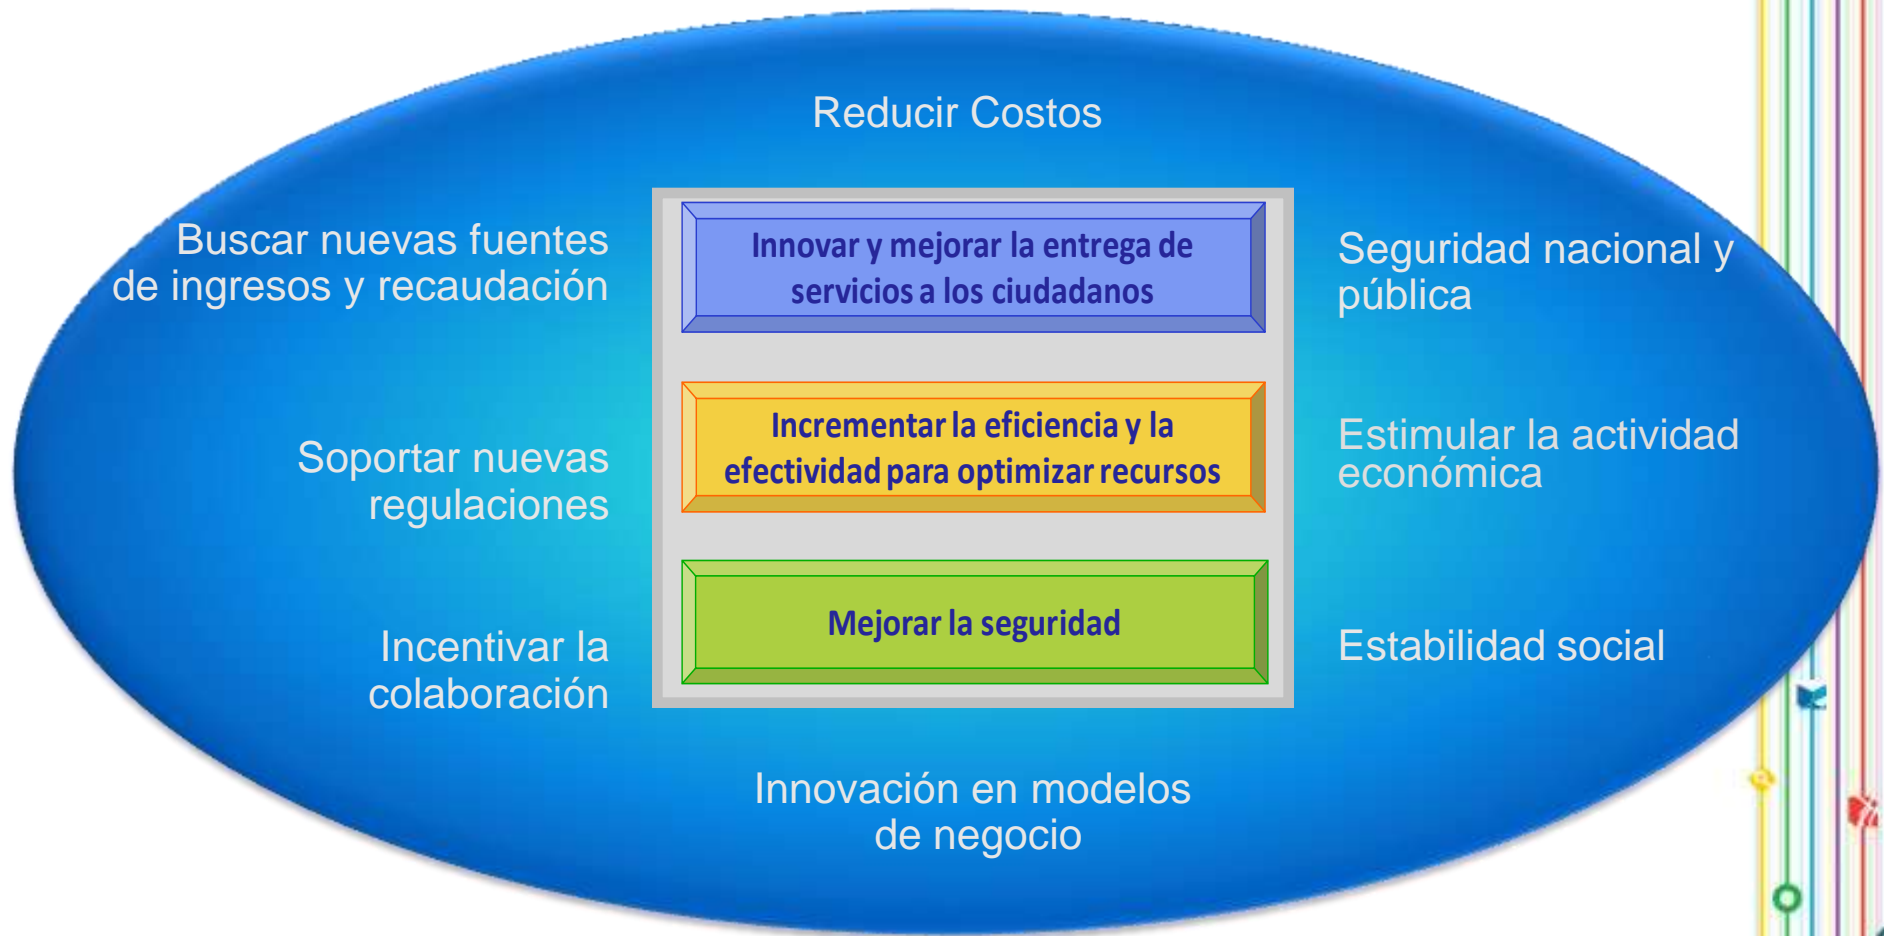 Reducir Costos
Buscar nuevas fuentes
de ingresos y recaudación
Innovar y mejorar la entrega de
servicios a los ciudadanos
Seguridad nacional y
pública
Soportar nuevas
regulaciones
Incrementar la eficiencia y la
efectividad para optimizar recursos
Estimular la actividad
económica
Incentivar la
colaboración
Mejorar la seguridad
Estabilidad social
Innovación en modelos
de negocio